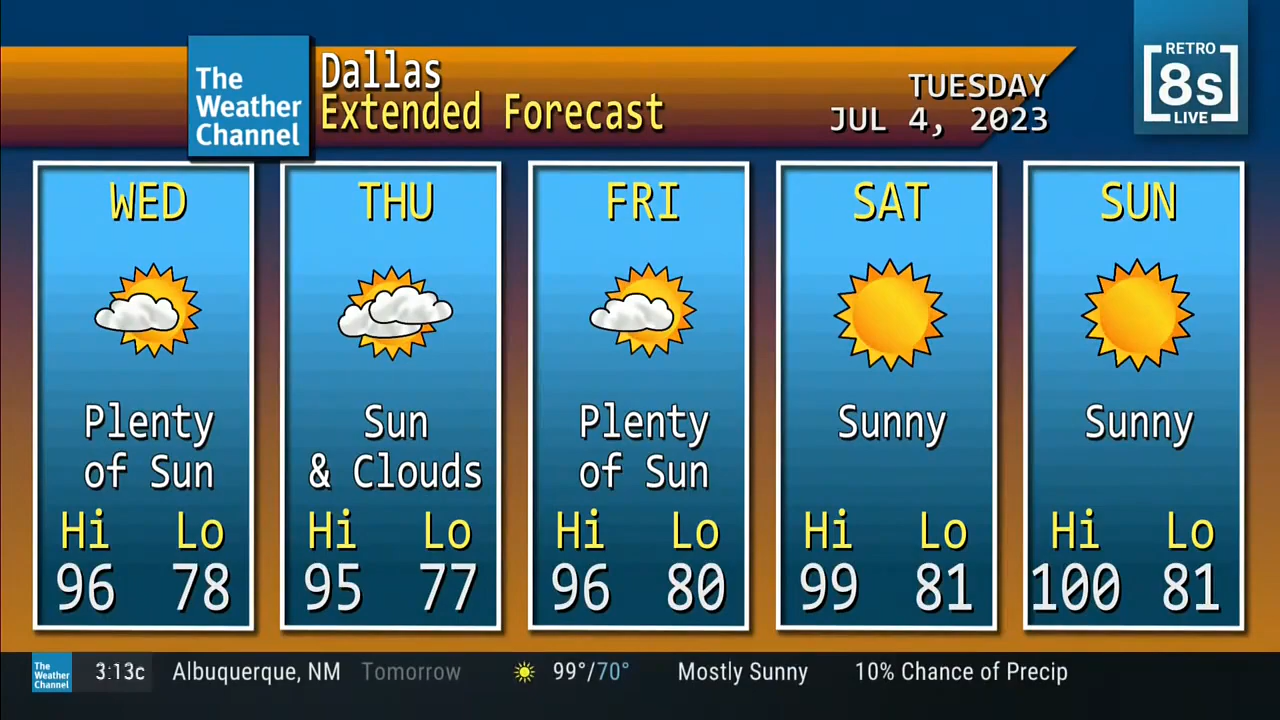 The
Weather
Channel
Dallas
Extended Forecast
TUESDAY
JUL 4, 2023
RETRO
8s
LIVE
WED
Plenty
of Sun
Hi Lo
96 78
THU
Sun
& Clouds
Hi Lo
95 77
FRI
Plenty
of Sun
Hi Lo
96 80
SAT
Sunny
Hi Lo
99 81
SUN
Sunny
Hi Lo
100 81
The
Weather
Channel
3:13c Albuquerque, NM Tomorrow 99°/70° Mostly Sunny 10% Chance of Precip